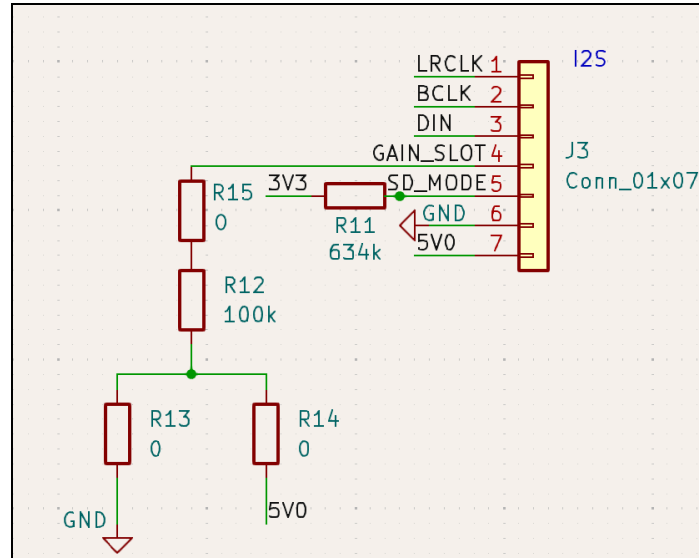 I2S
LRCLK 1
BCLK 2
DIN 3
GAIN_SLOT 4
SD_MODE 5
GND 6
5V0 7
J3
Conn_01x07
3V3
R11
634k
R15
0
R12
100k
R13
0
R14
0
GND
5V0